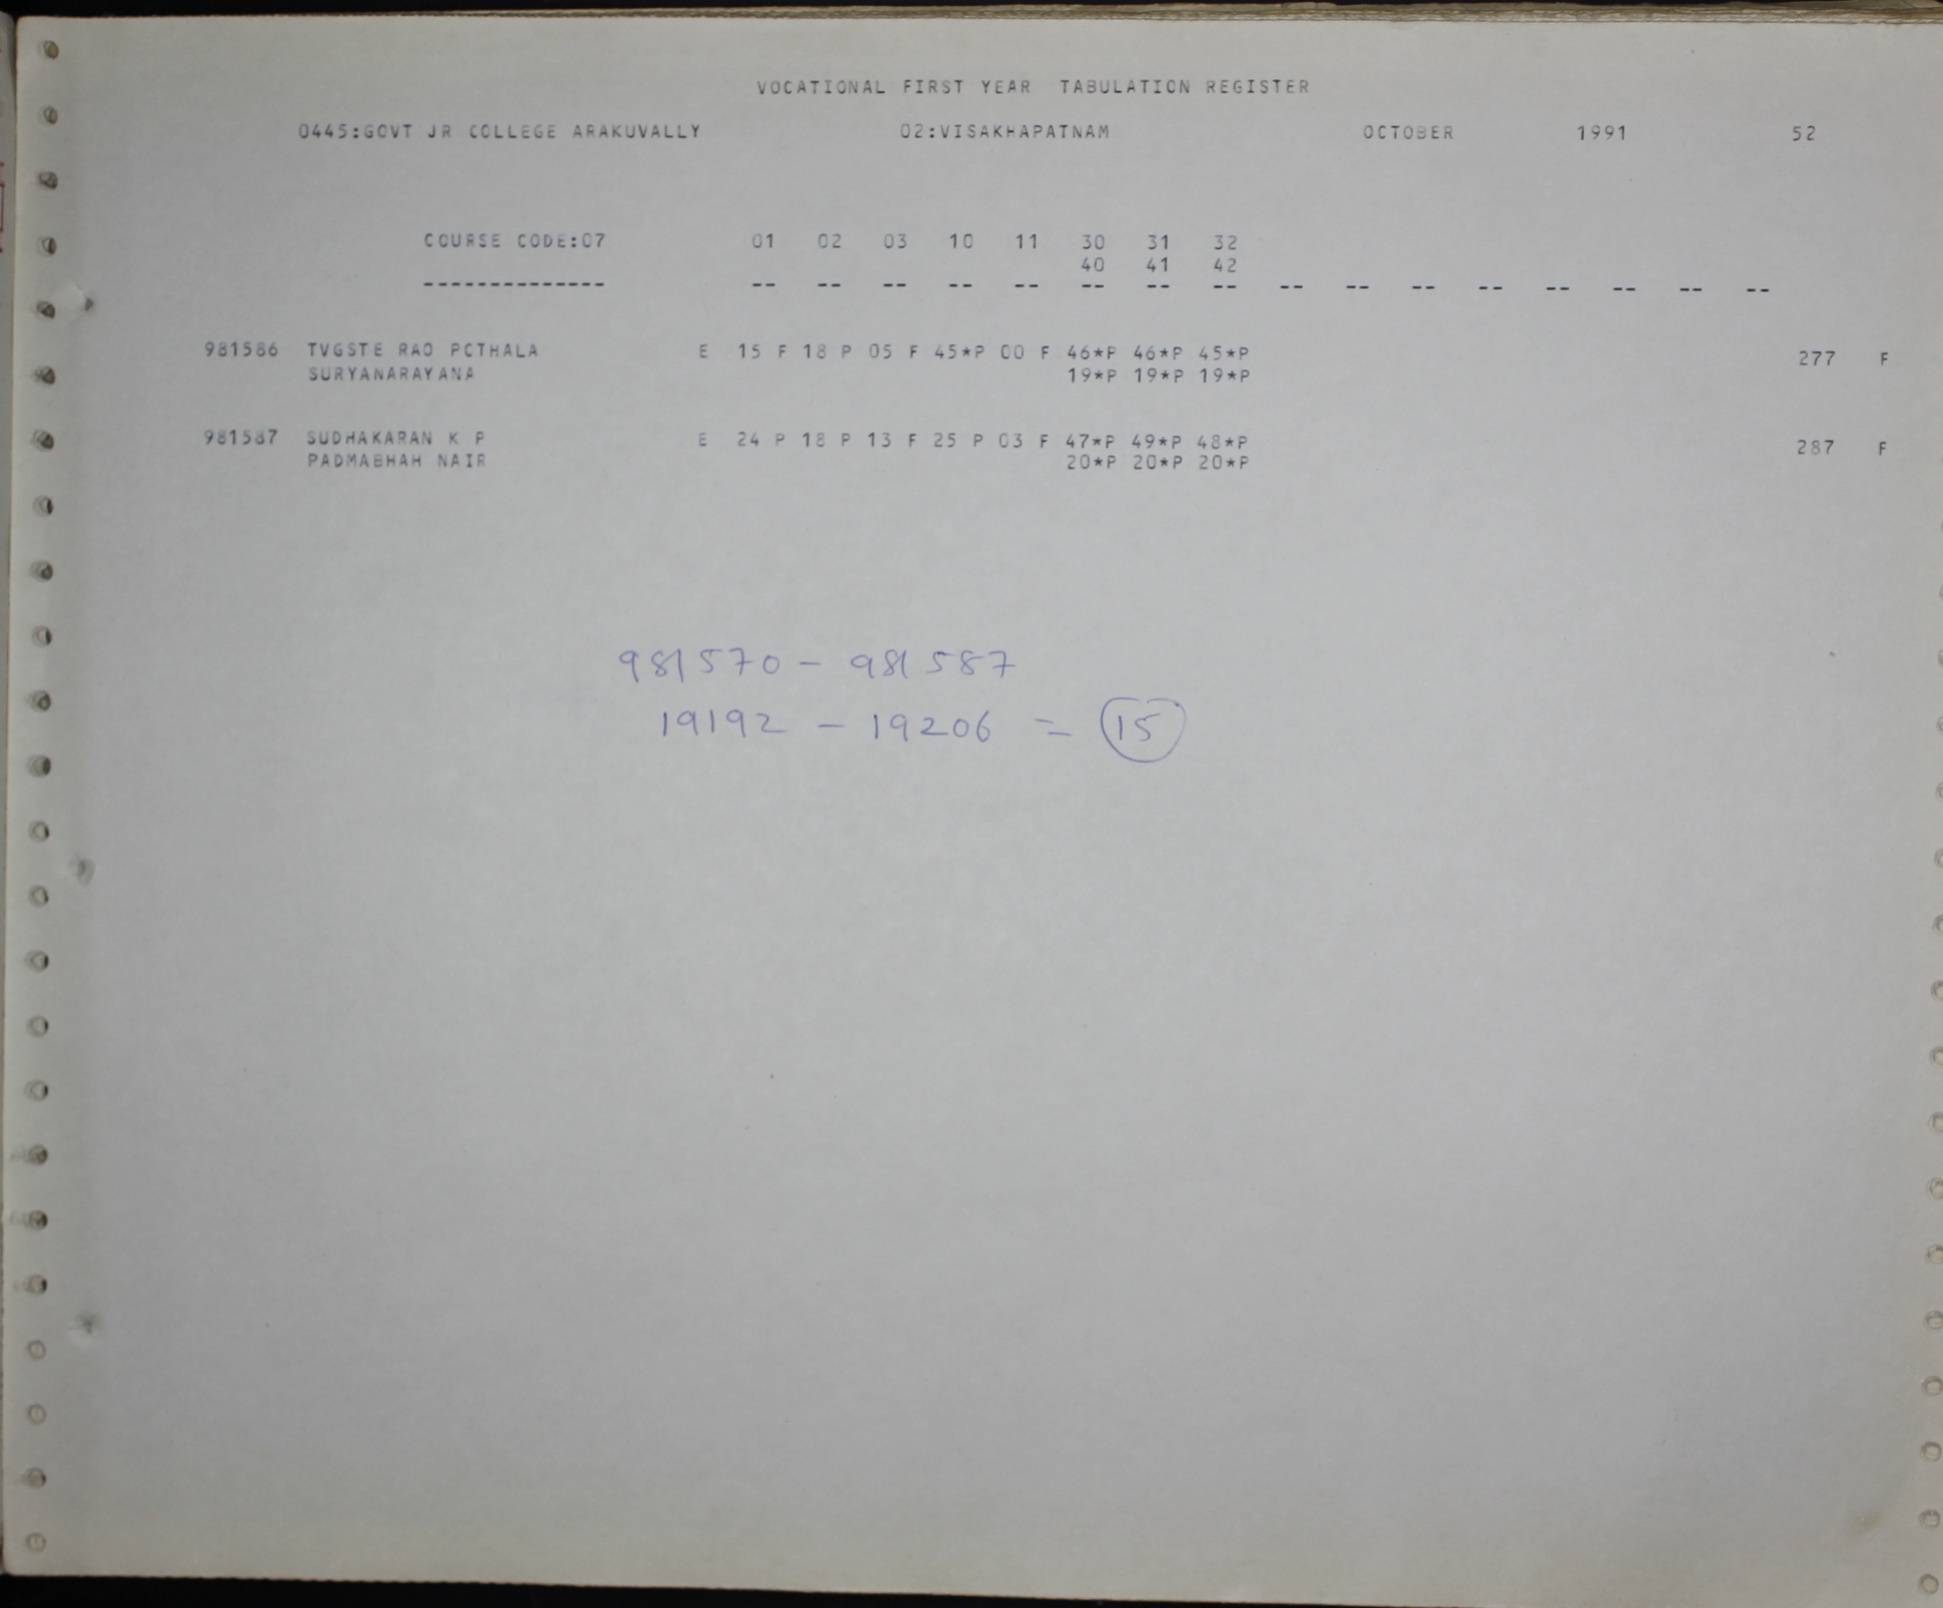 VOCATIONAL FIRST YEAR TABULATION REGISTER
0445:GOVT JR COLLEGE ARAKUVALLY 02:VISAKHAPATNAM OCTOBER 1991 52
COURSE CODE:07 01 02 03 10 11 30 31 32
40 41 42
-------------- -- -- -- -- -- -- -- -- -- -- -- -- -- -- -- --
981586 TVGSTE RAO POTHALA E 15 F 18 P 05 F 45*P 00 F 46*P 46*P 45*P 277 F
SURYANARAYANA 19*P 19*P 19*P
981587 SUDHAKARAN K P E 24 P 18 P 13 F 25 P 03 F 47*P 49*P 48*P 287 F
PADMABHAH NAIR 20*P 20*P 20*P
981570 - 981587
19192 - 19206 = 15